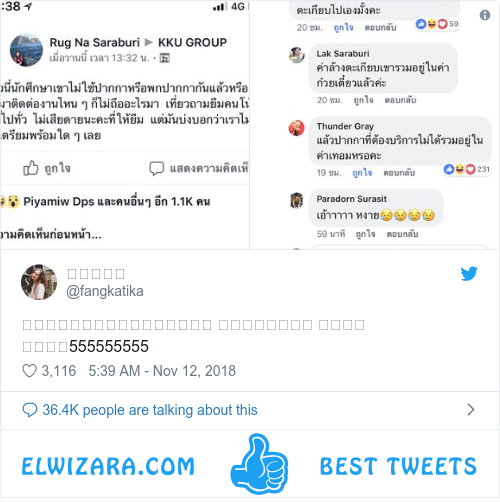 :38
4G
Rug Na Saraburi ▶ KKU GROUP
เมื่อวานนี้ เวลา 13:32 น. ·
วนี้นักศึกษาเขาไม่ใช้ปากกาหรือพกปากกากันแล้วหรือ
มาติดต่องานไหน ๆ ก็ไม่ถืออะไรมา เที่ยวถามยืมคนโน้
ไปทั่ว ไม่เสียดายนะคะที่ให้ยืม แต่มันบ่งบอกว่าเราไม
เตรียมพร้อมใด ๆ เลย
ถูกใจ
แสดงความคิดเห็
Piyamiw Dps และคนอื่นๆ อีก 1.1K คน
วามคิดเห็นก่อนหน้า...
ตะเกียบไปเองมั้งคะ
20 ชม. ถูกใจ ตอบกลับ 59
Lak Saraburi
ค่าล้างตะเกียบเขารวมอยู่ในค่า
ก๋วยเตี๋ยวแล้วค่ะ
20 ชม. ถูกใจ ตอบกลับ
Thunder Gray
แล้วปากกาที่ต้องบริการไม่ได้รวมอยู่ใน
ค่าเทอมหรอคะ
19 ชม. ถูกใจ ตอบกลับ 231
Paradorn Surasit
เอ้าาาาา หงาย😥😥😥😥
59 นาที ถูกใจ ตอบกลับ
@fangkatika
555555555
3,116 5:39 AM - Nov 12, 2018
36.4K people are talking about this
ELWIZARA.COM
BEST TWEETS